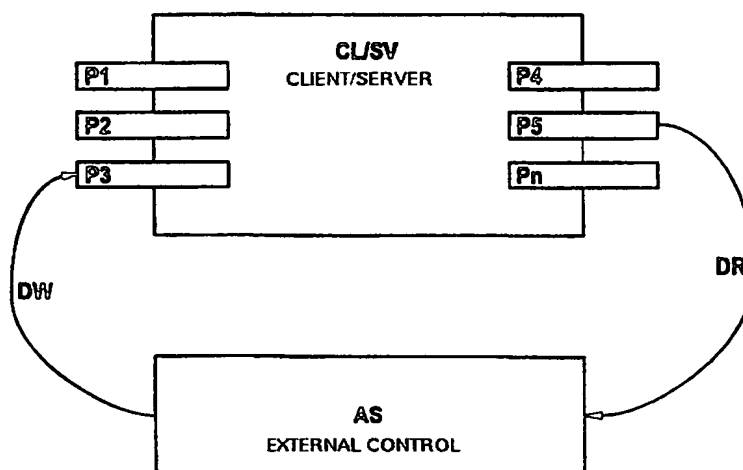 CL/SV
CLIENT/SERVER
P1
P2
P3
P4
P5
Pn
DW
DR
AS
EXTERNAL CONTROL